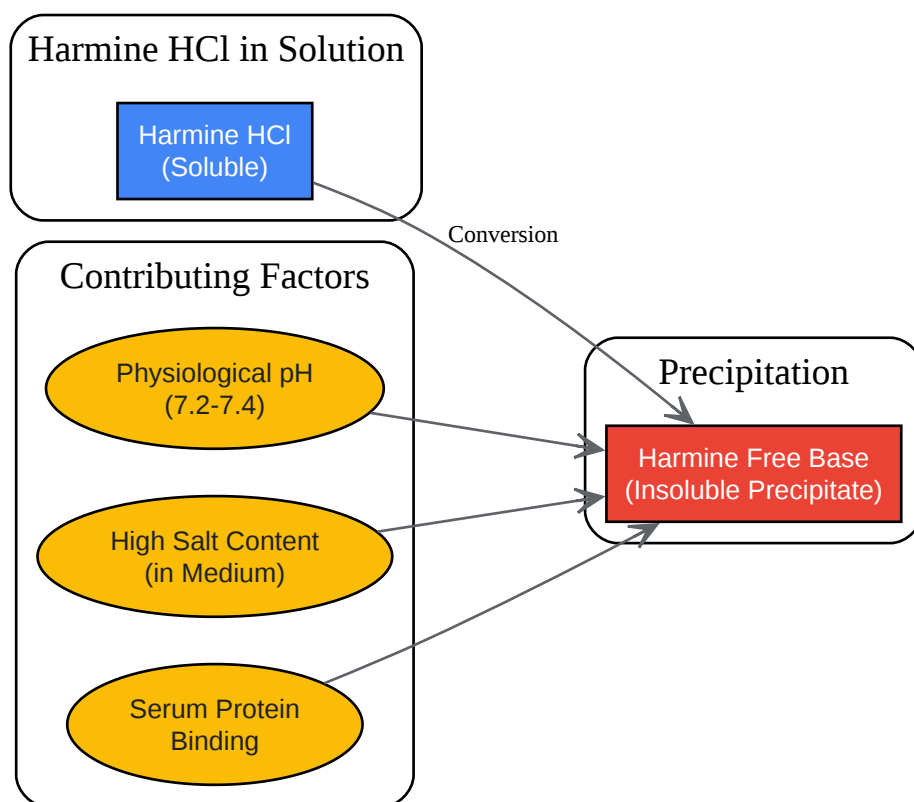 Harmine HCl in Solution
Harmine HCl
(Soluble)
Conversion
Contributing Factors
Physiological pH
(7.2-7.4)
High Salt Content
(in Medium)
Serum Protein
Binding
Precipitation
Harmine Free Base
(Insoluble Precipitate)